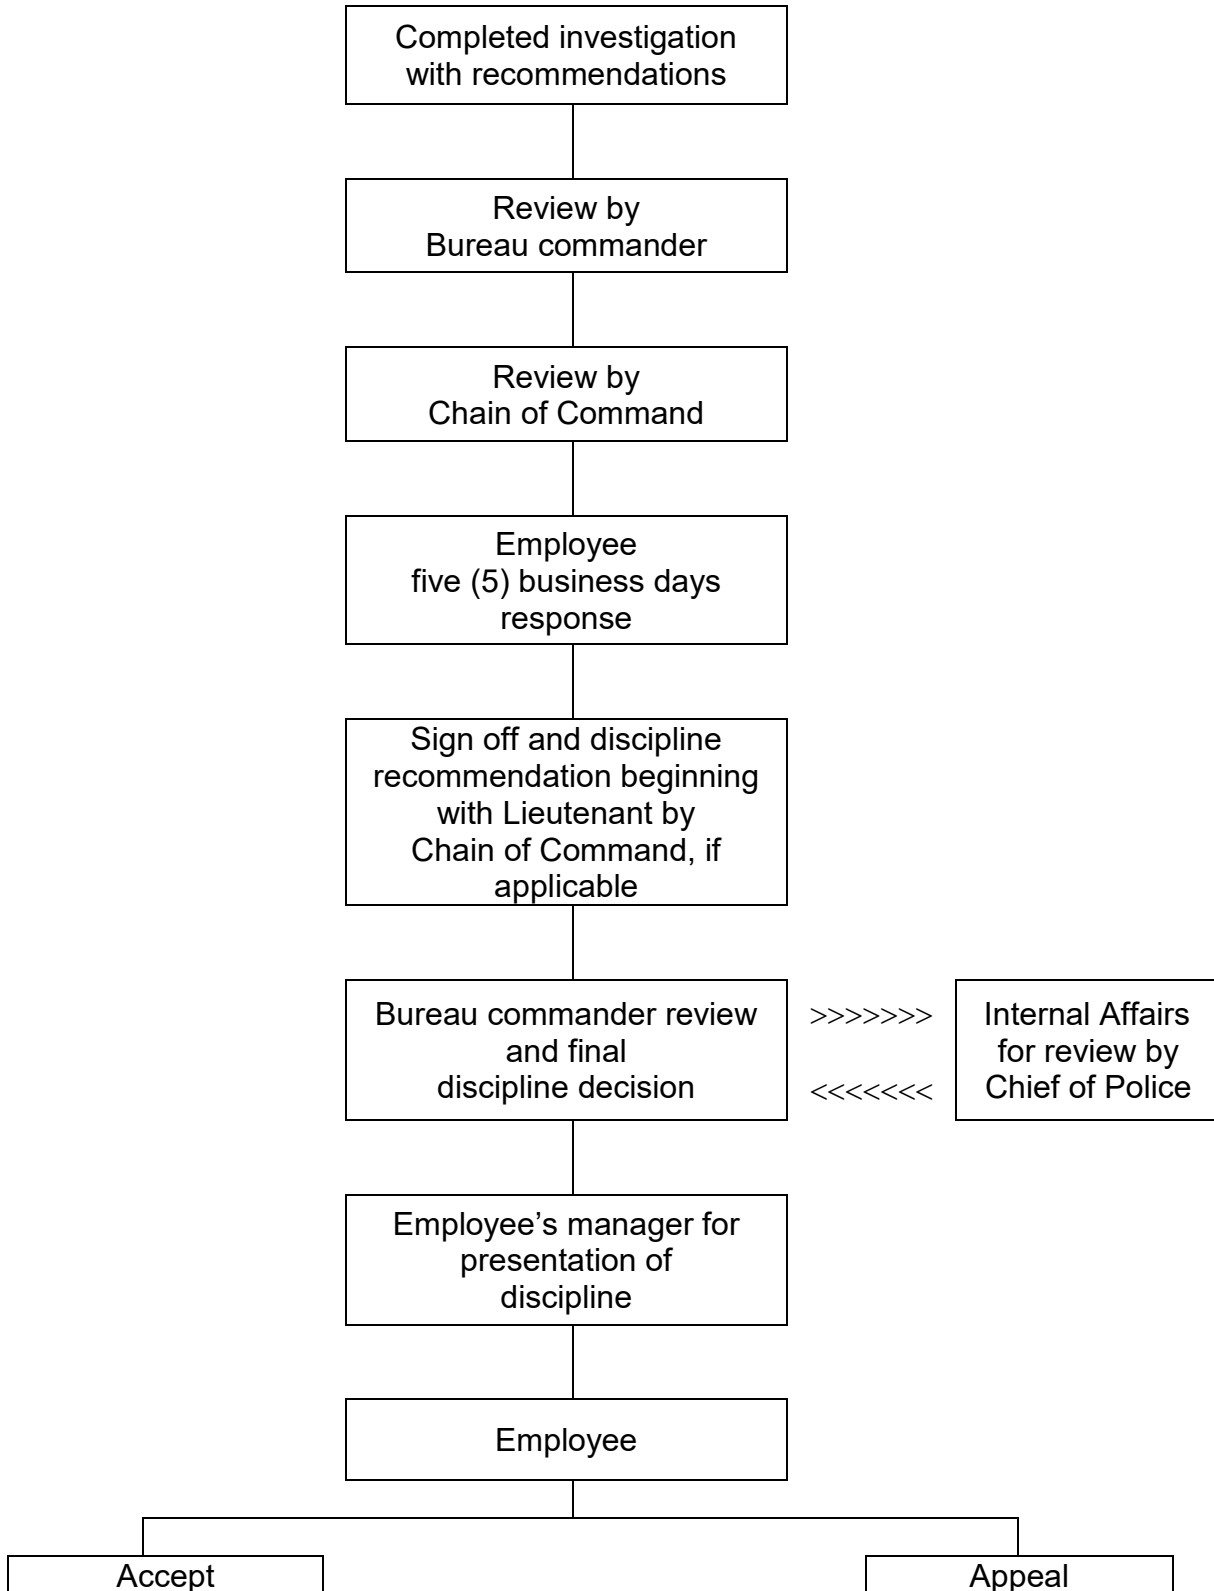 Completed investigation
with recommendations
Review by
Bureau commander
Review by
Chain of Command
Employee
five (5) business days
response
Sign off and discipline
recommendation beginning
with Lieutenant by
Chain of Command, if
applicable
Bureau commander review
and final
discipline decision
>>>>>>>
<<<<<<<
Internal Affairs
for review by
Chief of Police
Employee’s manager for
presentation of
discipline
Employee
Accept
Appeal